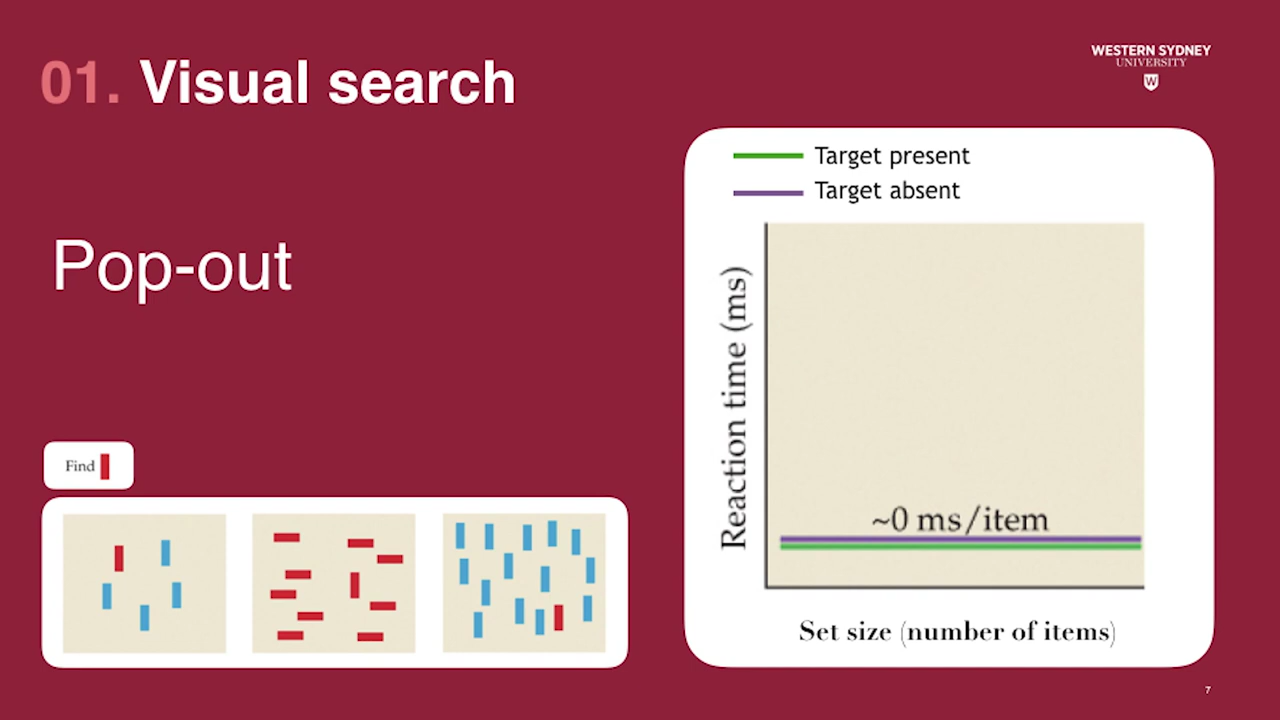 01. Visual search
WESTERN SYDNEY
UNIVERSITY
W
Pop-out
Find
Target present
Target absent
Reaction time (ms)
~0 ms/item
Set size (number of items)
7